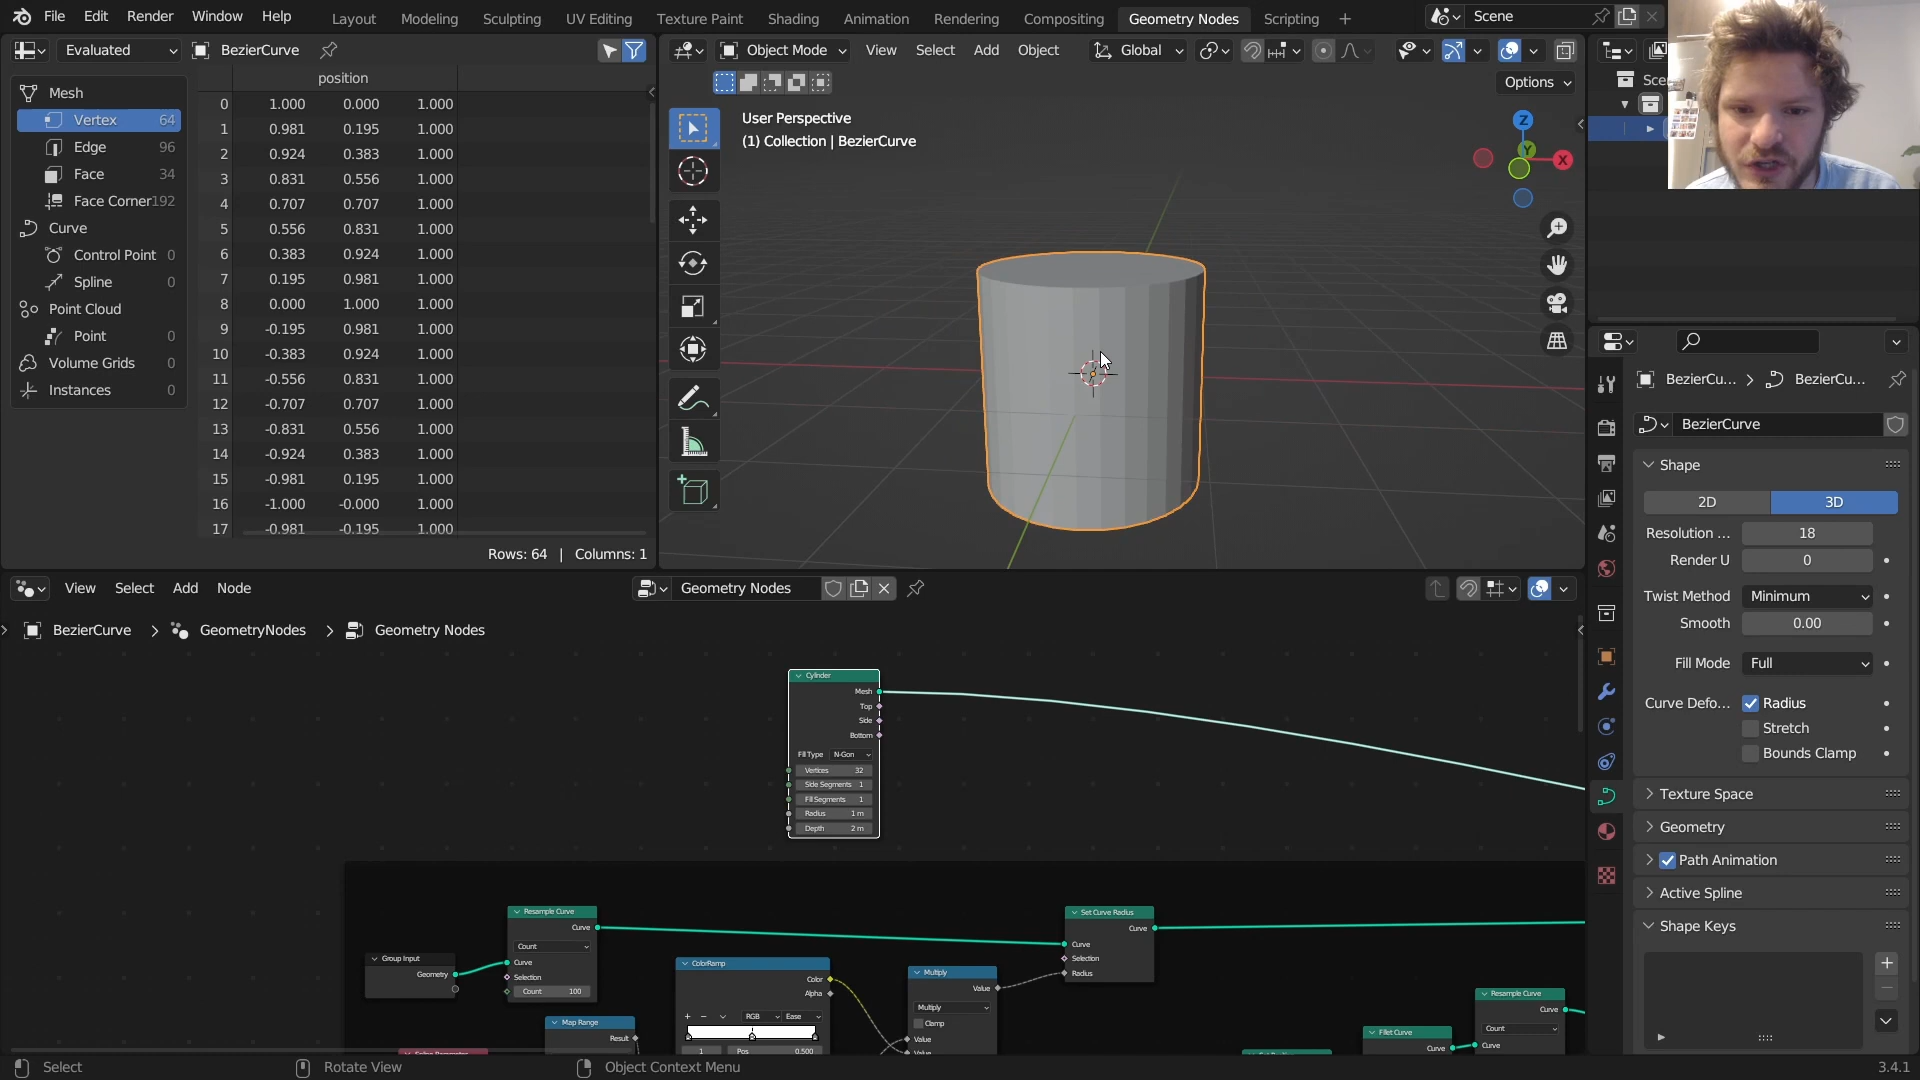 File Edit Render Window Help Layout Modeling Sculpting UV Editing Texture Paint Shading Animation Rendering Compositing Geometry Nodes Scripting + Scene
Evaluated BezierCurve
position
Mesh
Vertex 64
Edge 96
Face 34
Face Corner 192
Curve
Control Point 0
Spline 0
Point Cloud
Point 0
Volume Grids 0
Instances 0
0 1.000 0.000 1.000
1 0.981 0.195 1.000
2 0.924 0.383 1.000
3 0.831 0.556 1.000
4 0.707 0.707 1.000
5 0.556 0.831 1.000
6 0.383 0.924 1.000
7 0.195 0.981 1.000
8 0.000 1.000 1.000
9 -0.195 0.981 1.000
10 -0.383 0.924 1.000
11 -0.556 0.831 1.000
12 -0.707 0.707 1.000
13 -0.831 0.556 1.000
14 -0.924 0.383 1.000
15 -0.981 0.195 1.000
16 -1.000 -0.000 1.000
17 -0.981 -0.195 1.000
Rows: 64 | Columns: 1
Object Mode View Select Add Object Global
Options
User Perspective
(1) Collection | BezierCurve
Z
Y
X
BezierCu... > BezierCu...
BezierCurve
Shape
2D 3D
Resolution ... 18
Render U 0
Twist Method Minimum
Smooth 0.00
Fill Mode Full
Curve Defo... Radius
Stretch
Bounds Clamp
Texture Space
Geometry
Path Animation
Active Spline
Shape Keys
View Select Add Node Geometry Nodes
BezierCurve > GeometryNodes > Geometry Nodes
Cylinder
Mesh
Top
Side
Bottom
Fill Type N-Gon
Vertices 32
Side Segments 1
Fill Segments 1
Radius 1 m
Depth 2 m
Group Input
Geometry
Resample Curve
Curve
Count
Curve
Selection
Count 100
Map Range
Result
ColorRamp
Color
Alpha
+ − RGB Ease
1 Pos 0.500
Multiply
Value
Multiply
Clamp
Value
Set Curve Radius
Curve
Curve
Selection
Radius
Fillet Curve
Curve
Resample Curve
Curve
Count
Curve
Select Rotate View Object Context Menu 3.4.1